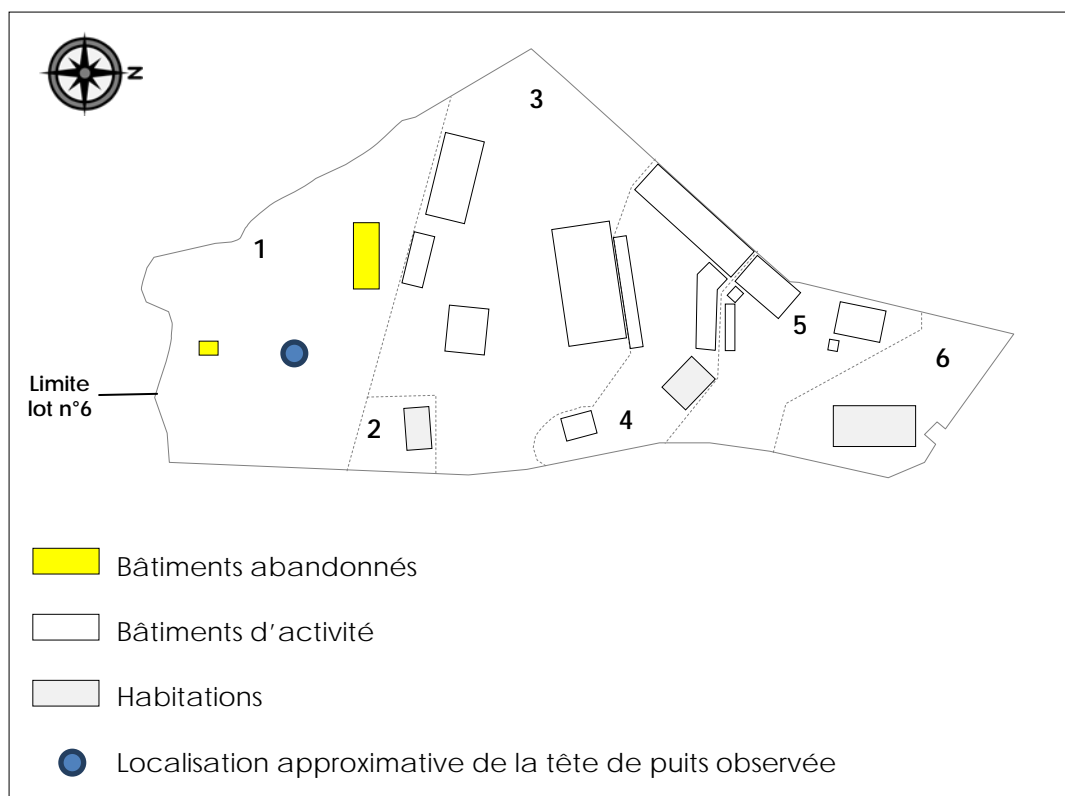 N
3
1
5
6
Limite
lot n°6
2
4
Bâtiments abandonnés
Bâtiments d'activité
Habitations
Localisation approximative de la tête de puits observée